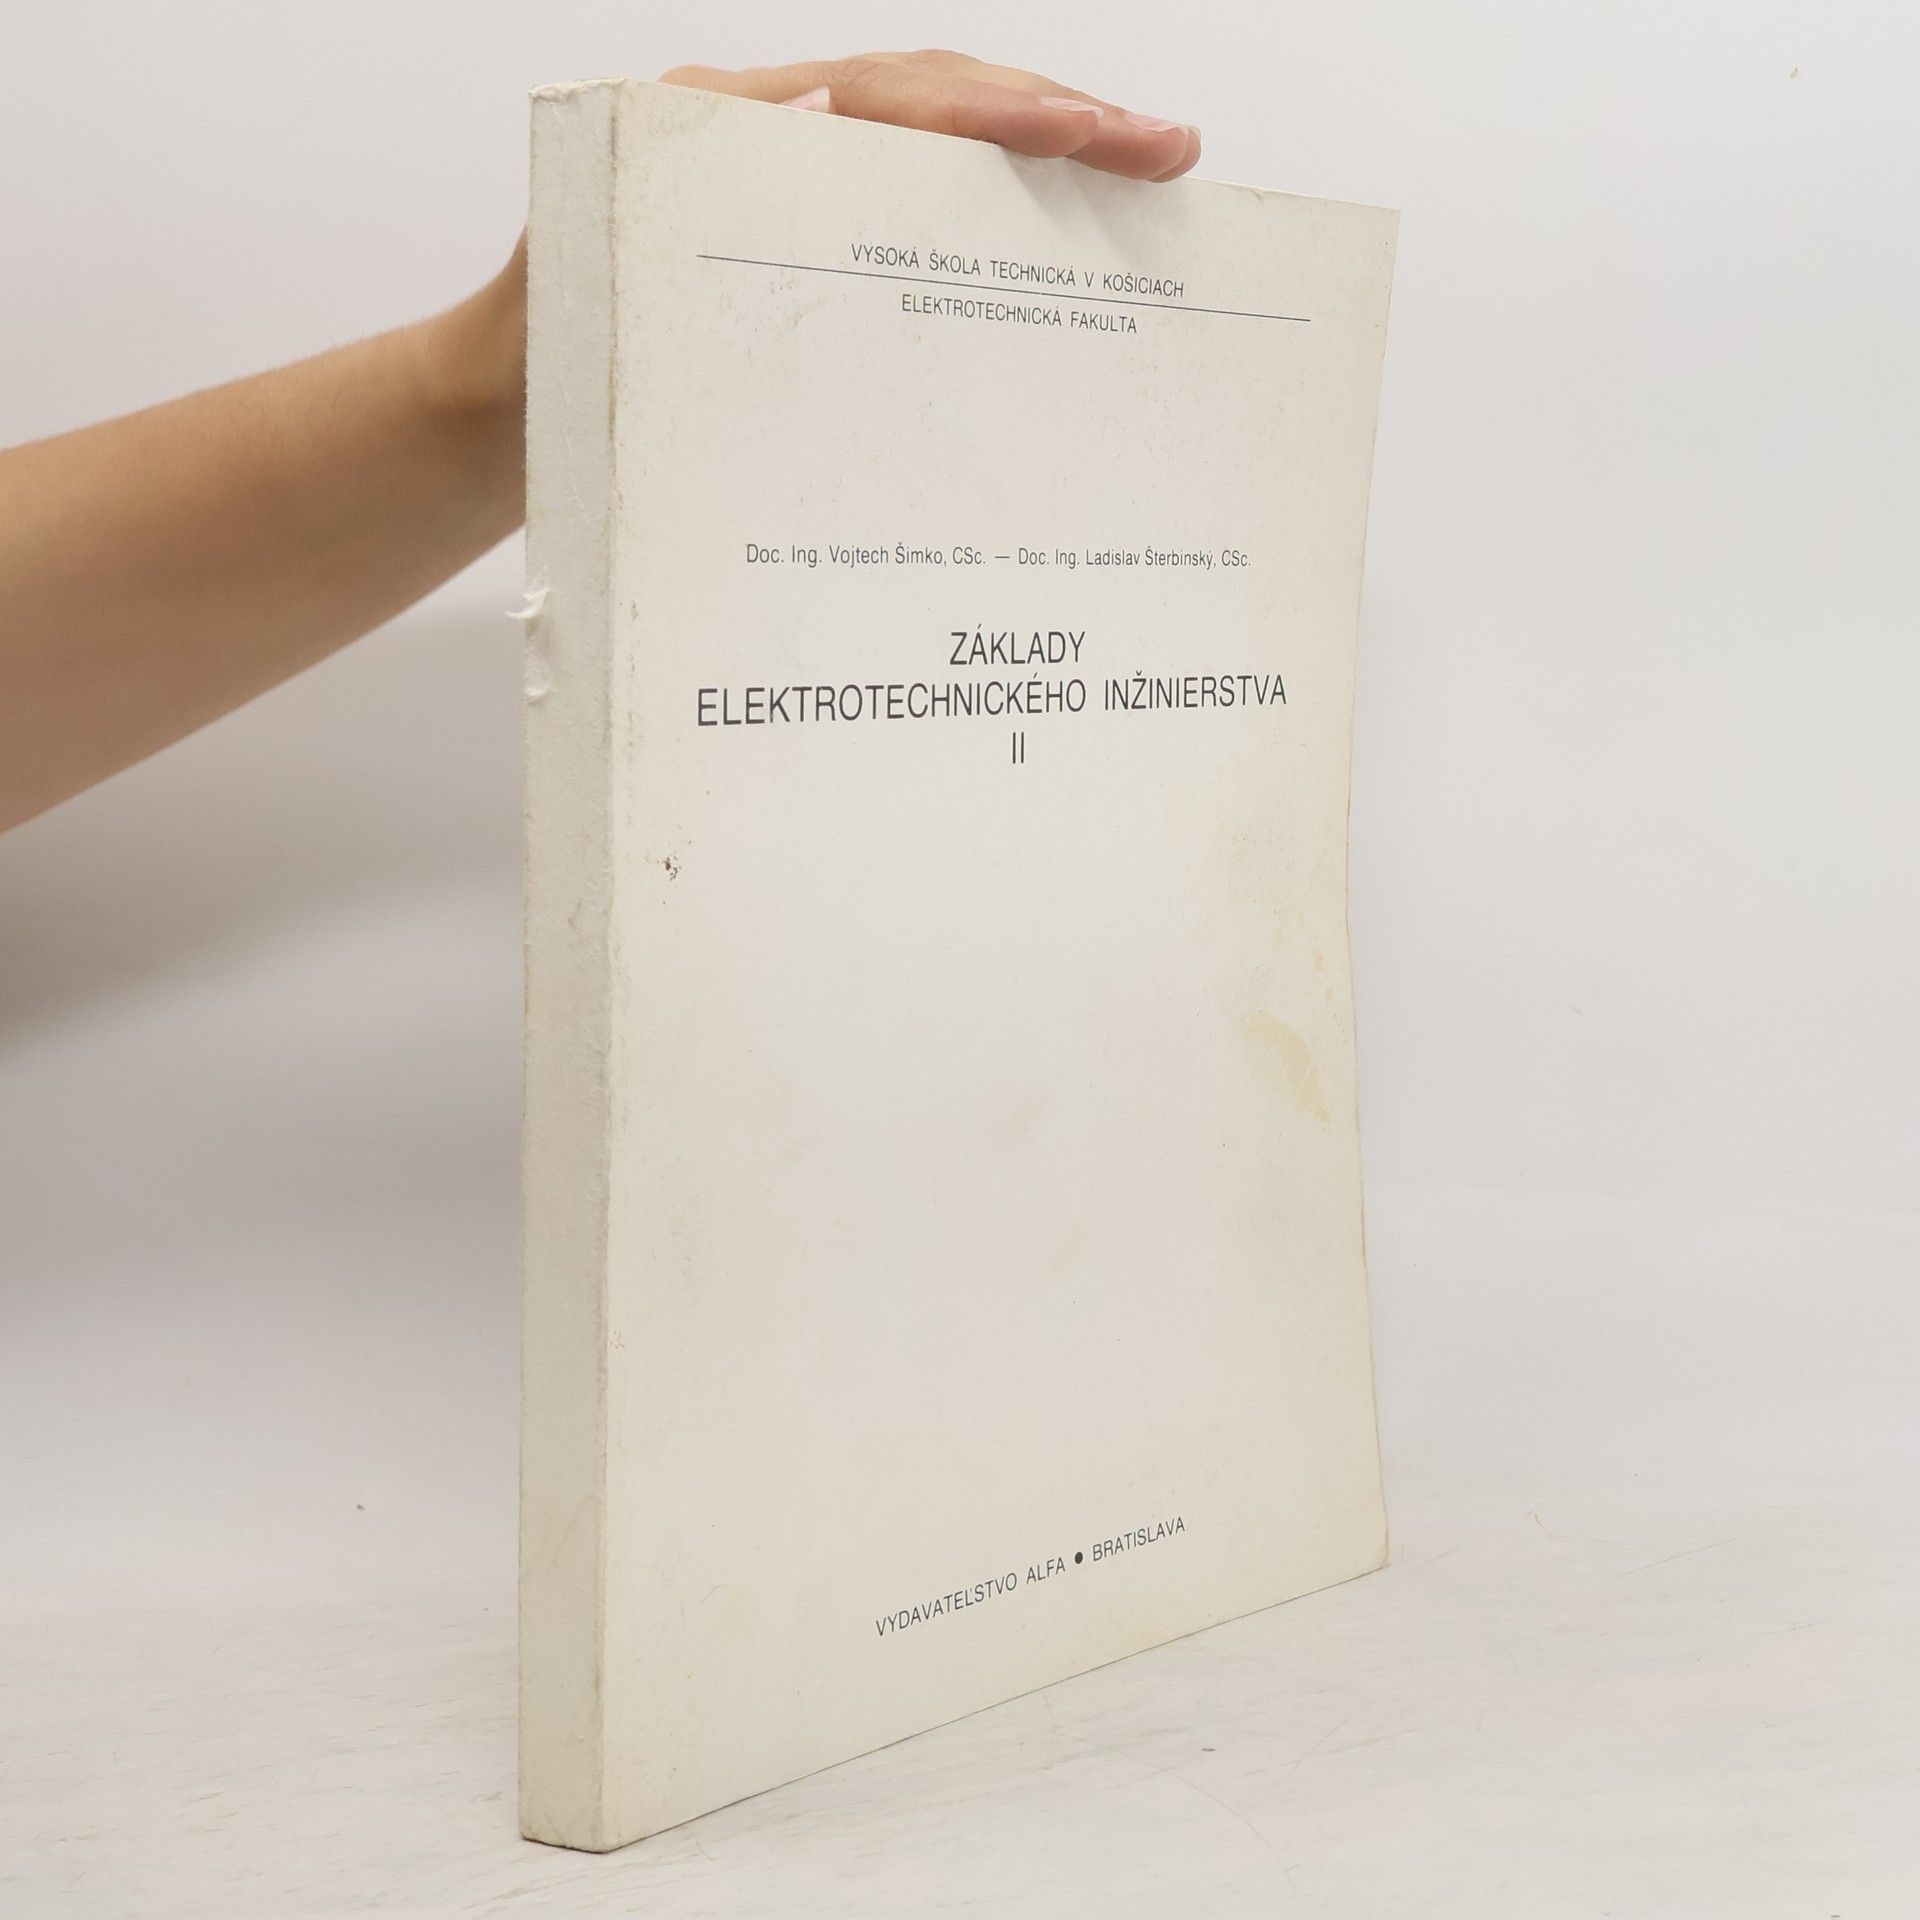 VYSOKÁ ŠKOLA TECHNICKÁ V KOŠICIACH
ELEKTROTECHNICKÁ FAKULTA
Doc. Ing. Vojtech Šimko, CSc. — Doc. Ing. Ladislav Šterbinský, CSc.
ZÁKLADY
ELEKTROTECHNICKÉHO INŽINIERSTVA
II
VYDAVATEĽSTVO ALFA ● BRATISLAVA